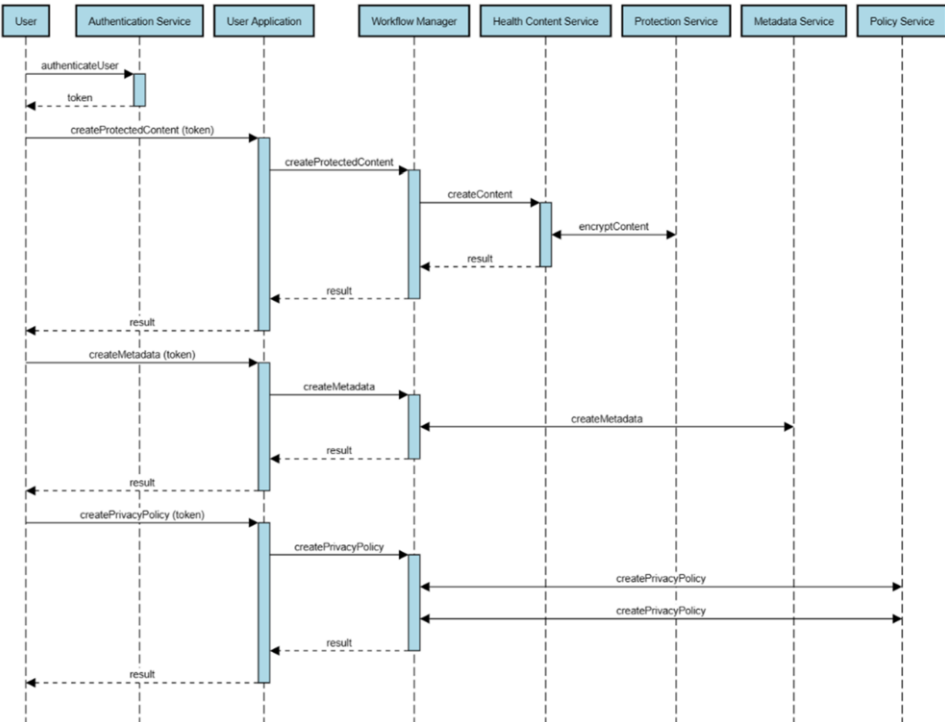 User
Authentication Service
User Application
Workflow Manager
Health Content Service
Protection Service
Metadata Service
Policy Service
authenticateUser
token
createProtectedContent (token)
createProtectedContent
createContent
encryptContent
result
result
result
createMetadata (token)
createMetadata
createMetadata
result
result
createPrivacyPolicy (token)
createPrivacyPolicy
createPrivacyPolicy
createPrivacyPolicy
result
result